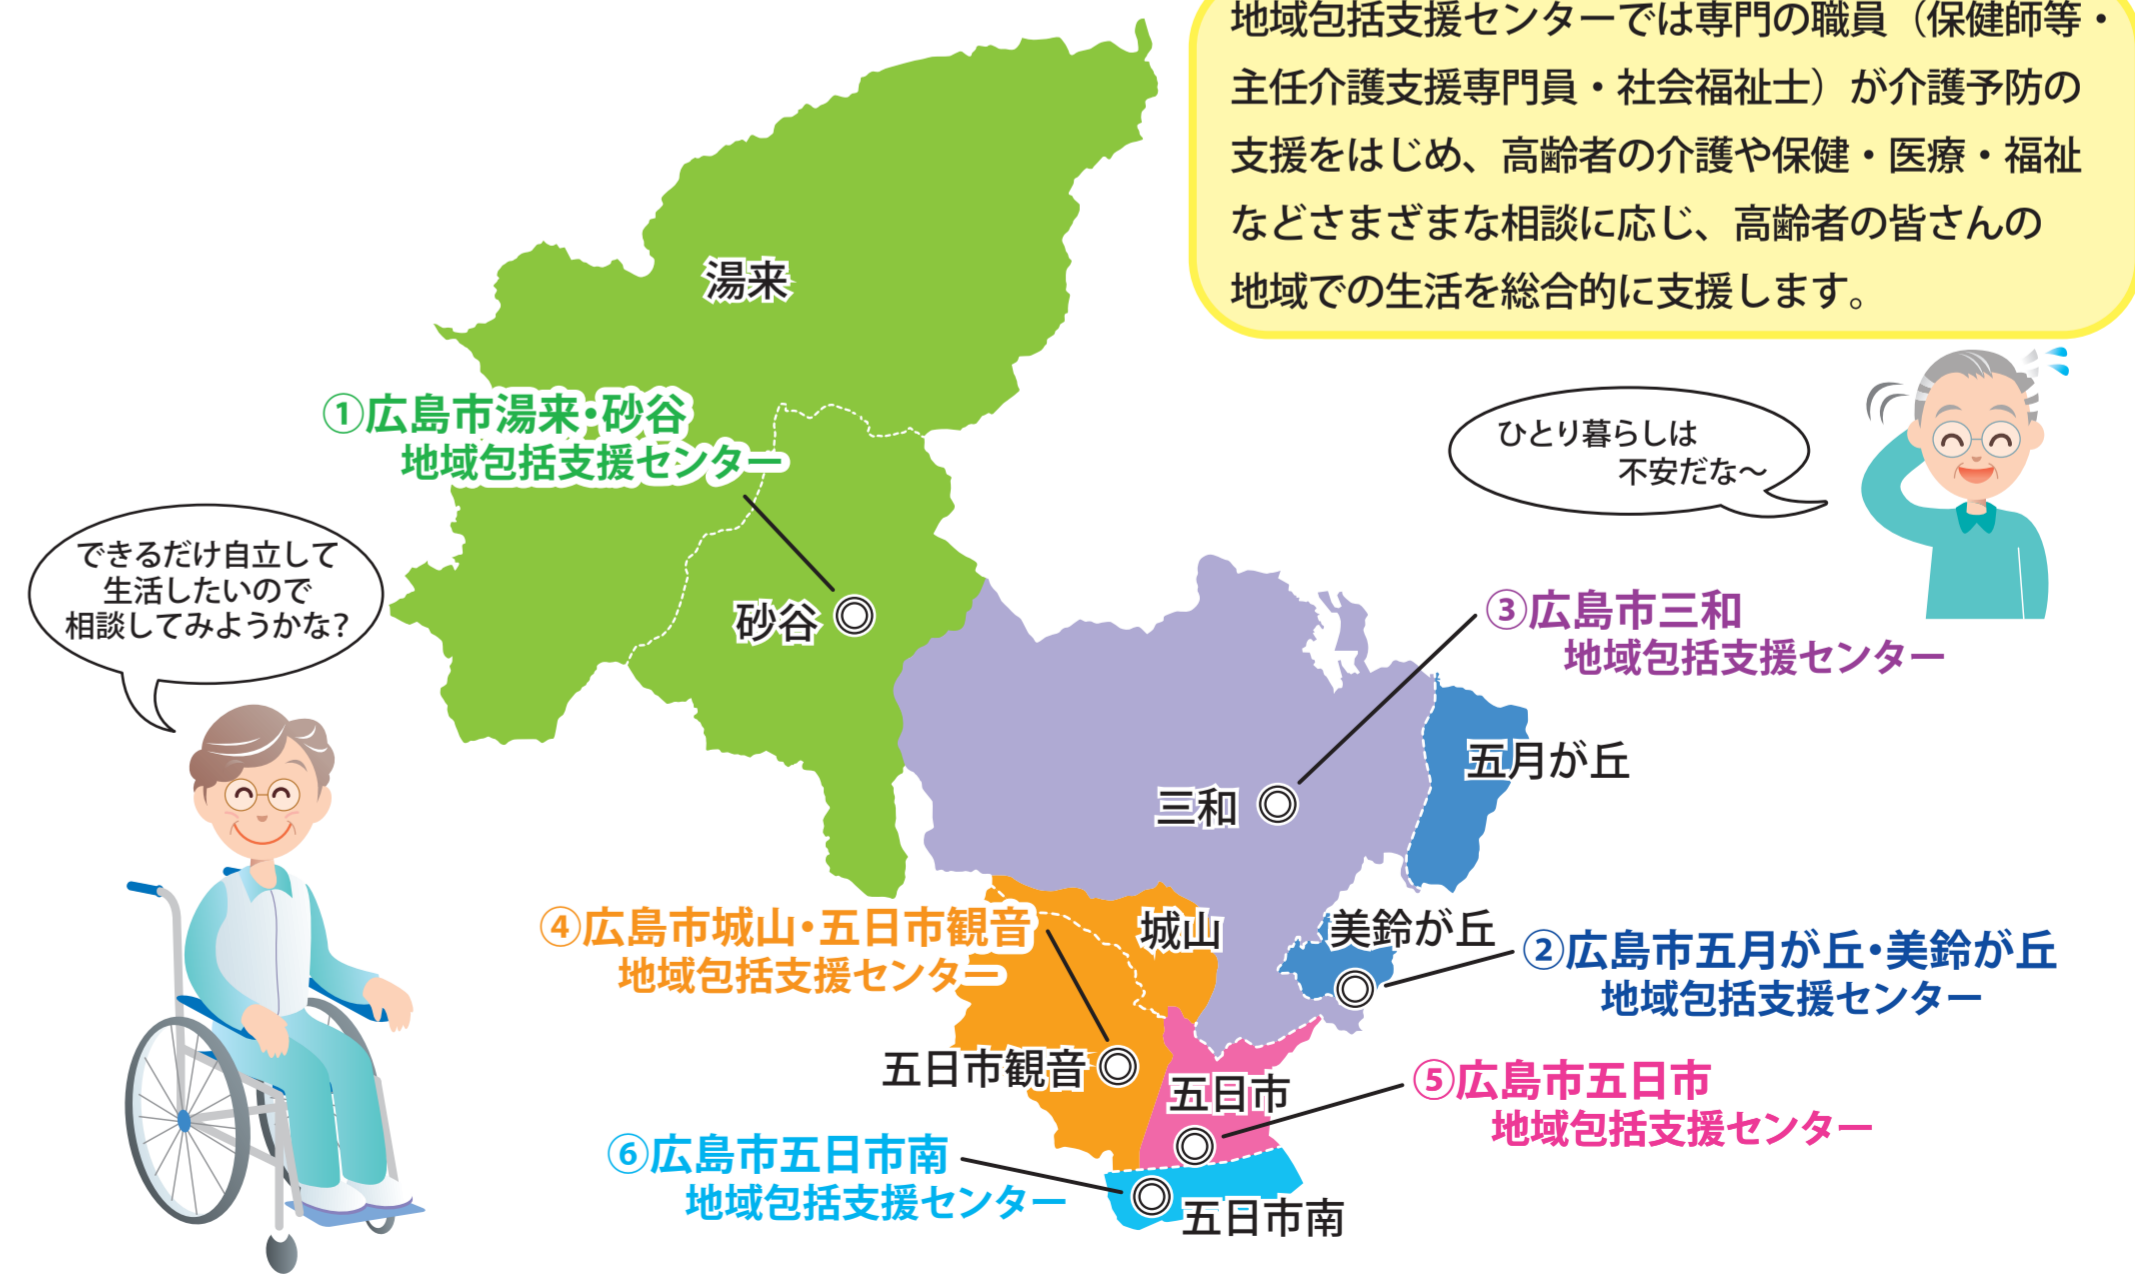 地域包括支援センターでは専門の職員（保健師等・
主任介護支援専門員・社会福祉士）が介護予防の
支援をはじめ、高齢者の介護や保健・医療・福祉
などさまざまな相談に応じ、高齢者の皆さんの
地域での生活を総合的に支援します。
湯来
①広島市湯来・砂谷
地域包括支援センター
ひとり暮らしは
不安だな～
できるだけ自立して
生活したいので
相談してみようかな?
砂谷
③広島市三和
地域包括支援センター
五月が丘
三和
④広島市城山・五日市観音
地域包括支援センター
城山
美鈴が丘
②広島市五月が丘・美鈴が丘
地域包括支援センター
五日市観音
五日市
⑤広島市五日市
地域包括支援センター
⑥広島市五日市南
地域包括支援センター
五日市南